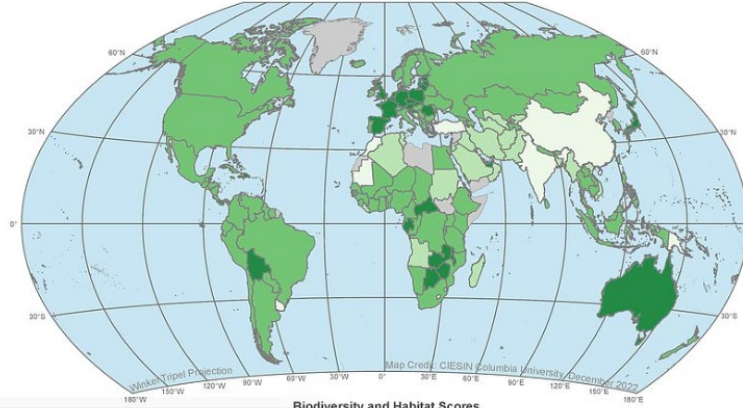 60°N
60°N
30°N
30°N
0°
0°
30°S
30°S
Winkel Tripel Projection
Map Credit: CIESIN Columbia University, December 2022
180°W
150°W
120°W
90°W
60°W
30°W
0°
30°E
60°E
90°E
120°E
150°E
180°E
Biodiversity and Habitat Scores